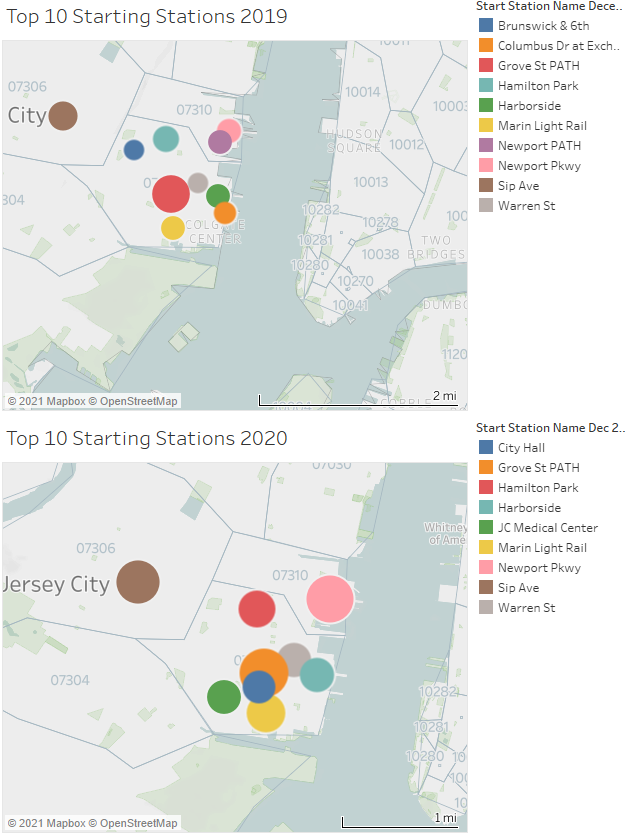 Top 10 Starting Stations 2019
Start Station Name Dece..
Brunswick & 6th
Columbus Dr at Exch..
Grove St PATH
Hamilton Park
Harborside
Marin Light Rail
Newport PATH
Newport Pkwy
Sip Ave
Warren St
07306
City
07310
10014
HUDSON
SQUARE
10012
10013
10282
10278
10281
10038
TWO
BRIDGES
10280
10270
10041
COLGATE
CENTER
© 2021 Mapbox © OpenStreetMap
2 mi
Top 10 Starting Stations 2020
Start Station Name Dec 2..
City Hall
Grove St PATH
Hamilton Park
Harborside
JC Medical Center
Marin Light Rail
Newport Pkwy
Sip Ave
Warren St
07030
Whitney
of Ame
07306
07310
Jersey City
07304
10282
10281
10280
© 2021 Mapbox © OpenStreetMap
1 mi